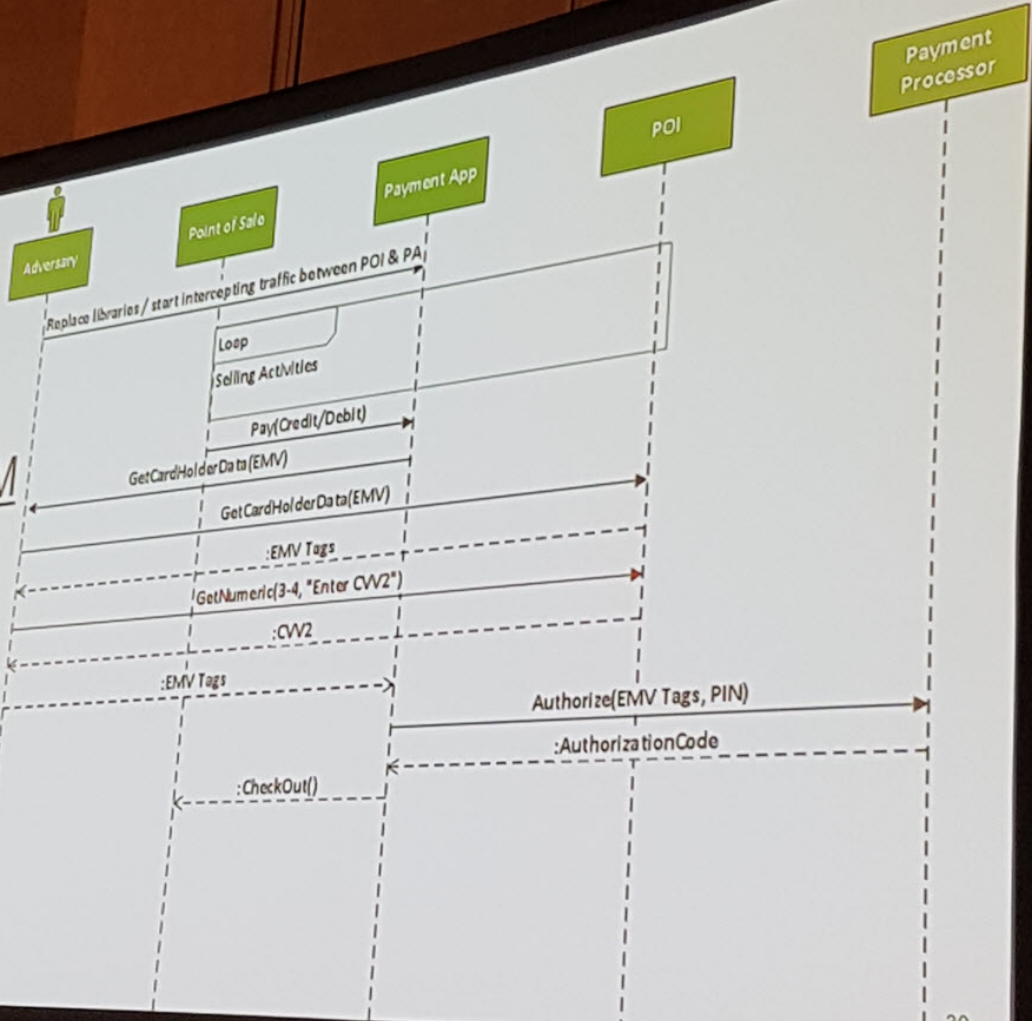 Payment
Processor
POI
Payment App
Point of Sale
Adversary
Replace libraries / start intercepting traffic between POI & PA
Loop
Selling Activities
Pay(Credit/Debit)
GetCardHolderData(EMV)
GetCardHolderData(EMV)
:EMV Tags
GetNumeric(3-4, "Enter CVV2")
:CVV2
:EMV Tags
Authorize(EMV Tags, PIN)
:AuthorizationCode
:CheckOut()